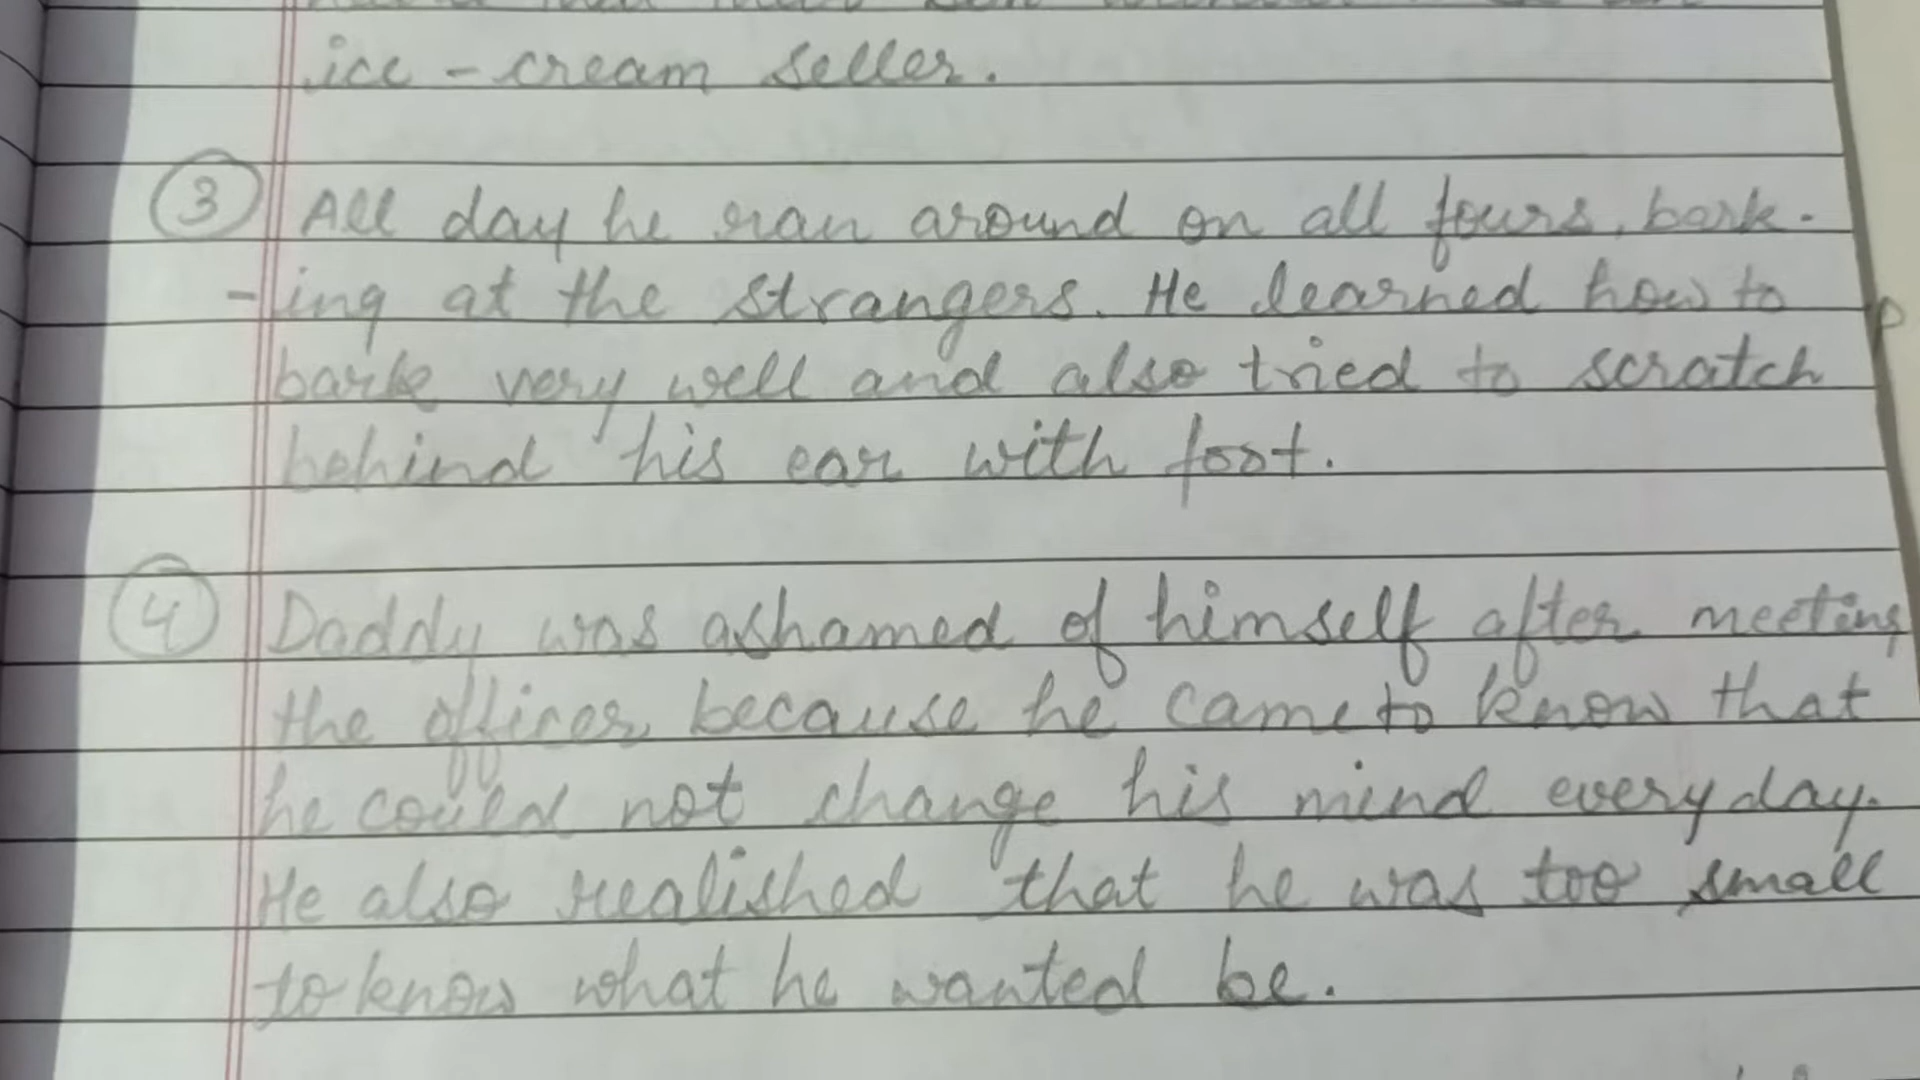 ice - cream seller.
3 All day he ran around on all fours, bark-
-ing at the strangers. He learned how to
bark very well and also tried to scratch
behind his ear with foot.
4 Daddy was ashamed of himself after meeting
the officer, because he came to know that
he could not change his mind everyday.
He also realished that he was too small
to know what he wanted be.